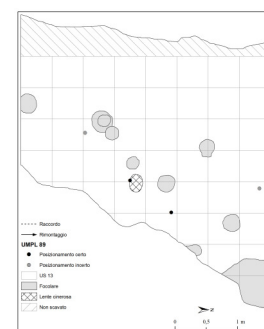 Raccordo
Rimontaggio
UMPL 89
Posizionamento certo
Posizionamento incerto
US 13
Focolare
Lente cinerosa
Non scavato
N
0 0,5 1 m